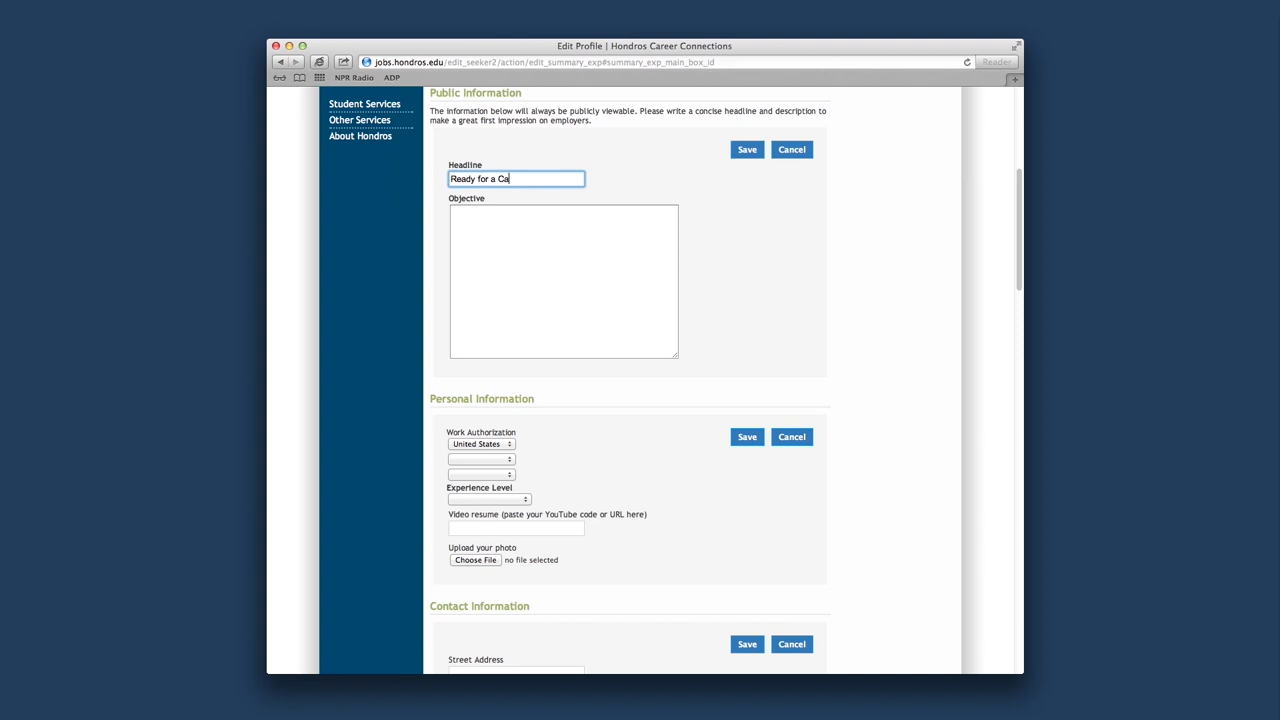 Edit Profile | Hondros Career Connections
jobs.hondros.edu/edit_seeker2/action/edit_summary_exp#summary_exp_main_box_id
Reader
NPR Radio ADP
Student Services
Other Services
About Hondros
Public Information
The information below will always be publicly viewable. Please write a concise headline and description to
make a great first impression on employers.
Save Cancel
Headline
Ready for a Ca
Objective
Personal Information
Work Authorization
Save Cancel
United States
Experience Level
Video resume (paste your YouTube code or URL here)
Upload your photo
Choose File no file selected
Contact Information
Save Cancel
Street Address